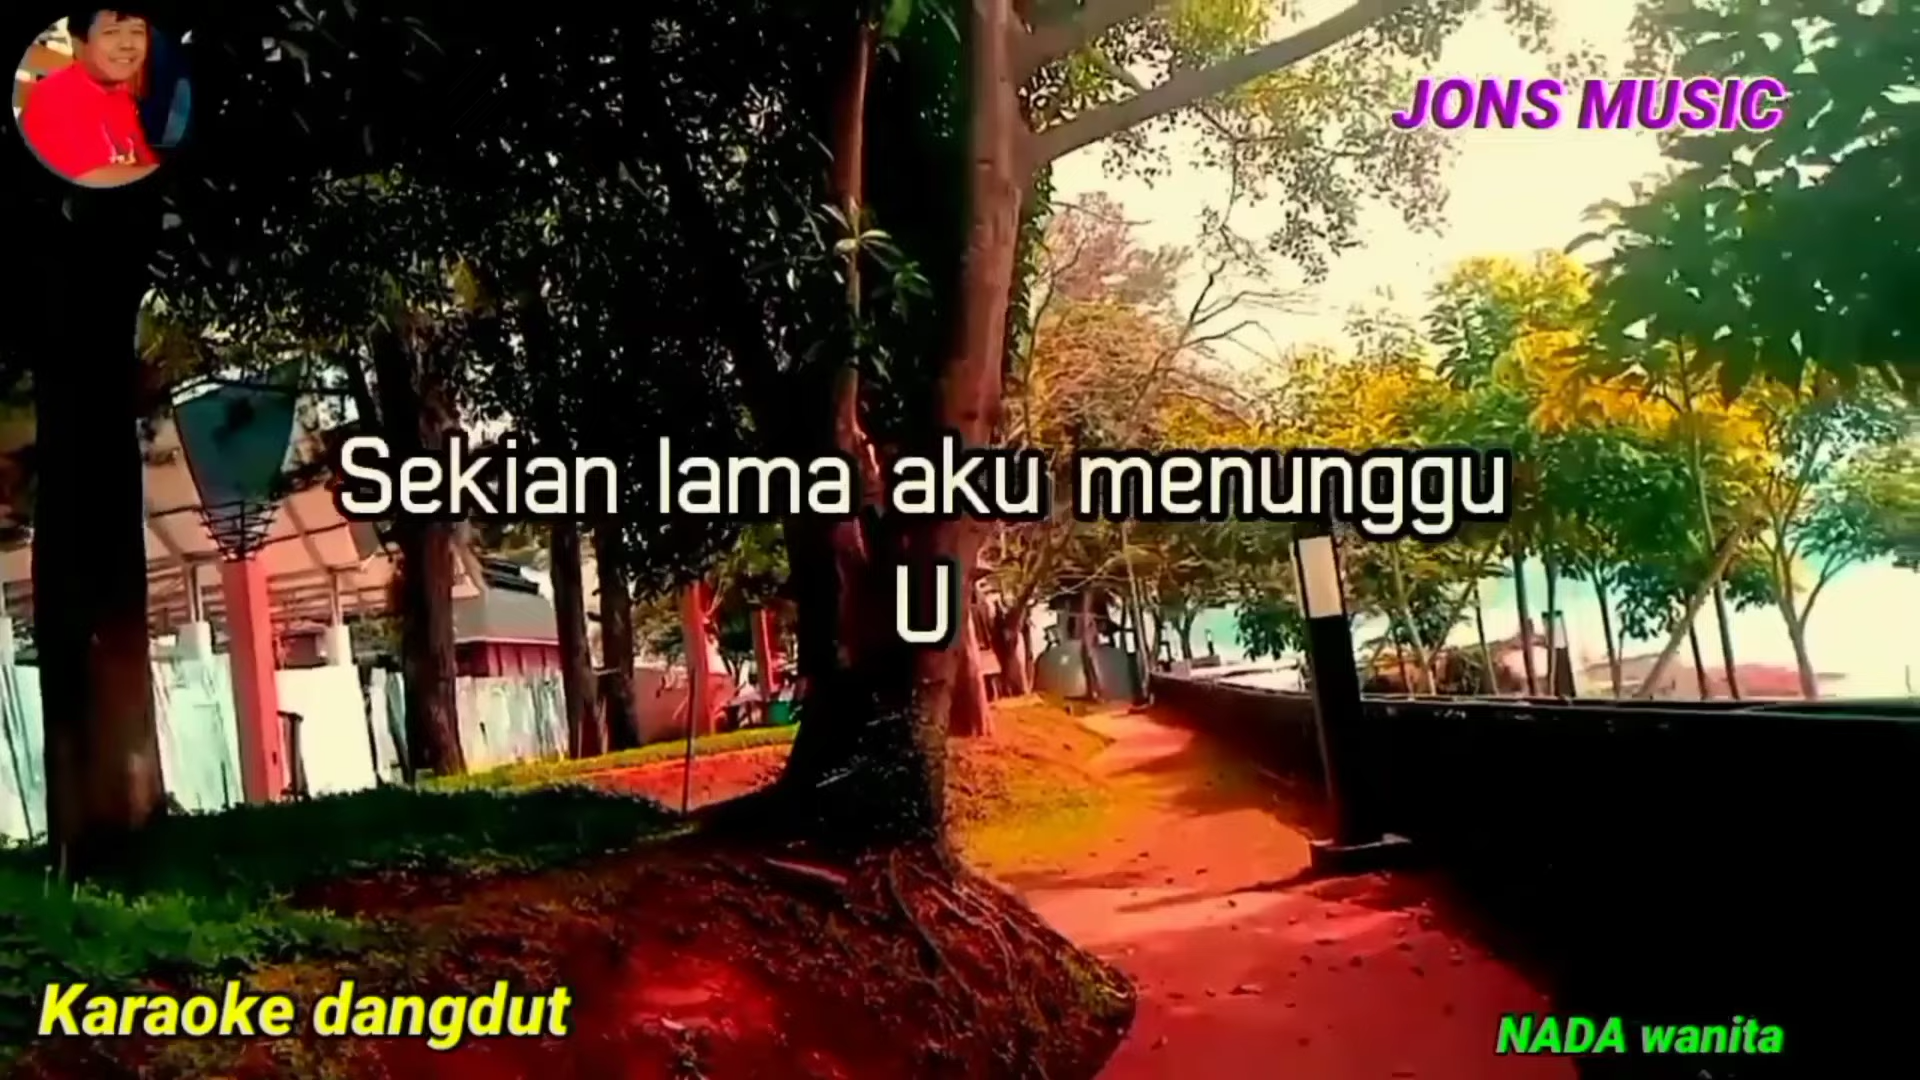 JONS MUSIC
Sekian lama aku menunggu
U
Karaoke dangdut
NADA wanita